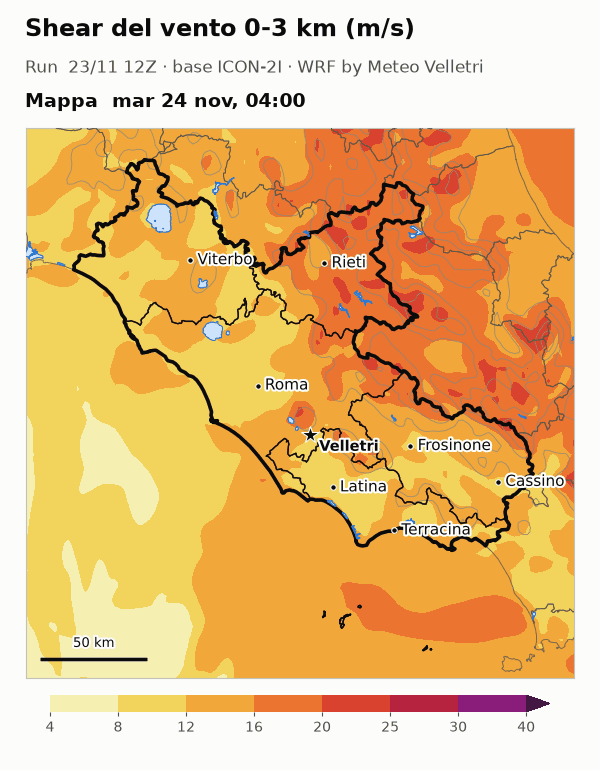 Shear del vento 0-3 km (m/s)
Run  23/11 12Z · base ICON-2I · WRF by Meteo Velletri
Mappa  mar 24 nov, 04:00
Viterbo
Rieti
Roma
Velletri
Frosinone
Cassino
Latina
Terracina
50 km
4 8 12 16 20 25 30 40